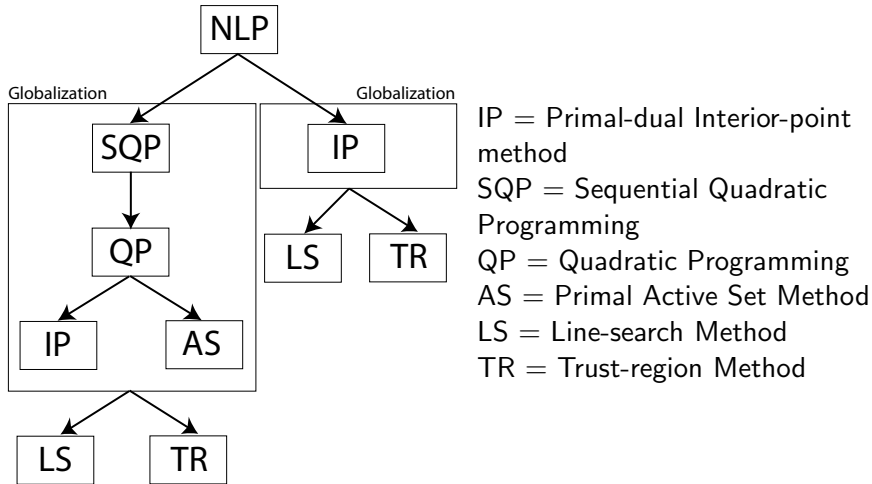 NLP
Globalization
Globalization
SQP
IP
QP
LS
TR
IP
AS
LS
TR
IP = Primal-dual Interior-point
method
SQP = Sequential Quadratic
Programming
QP = Quadratic Programming
AS = Primal Active Set Method
LS = Line-search Method
TR = Trust-region Method